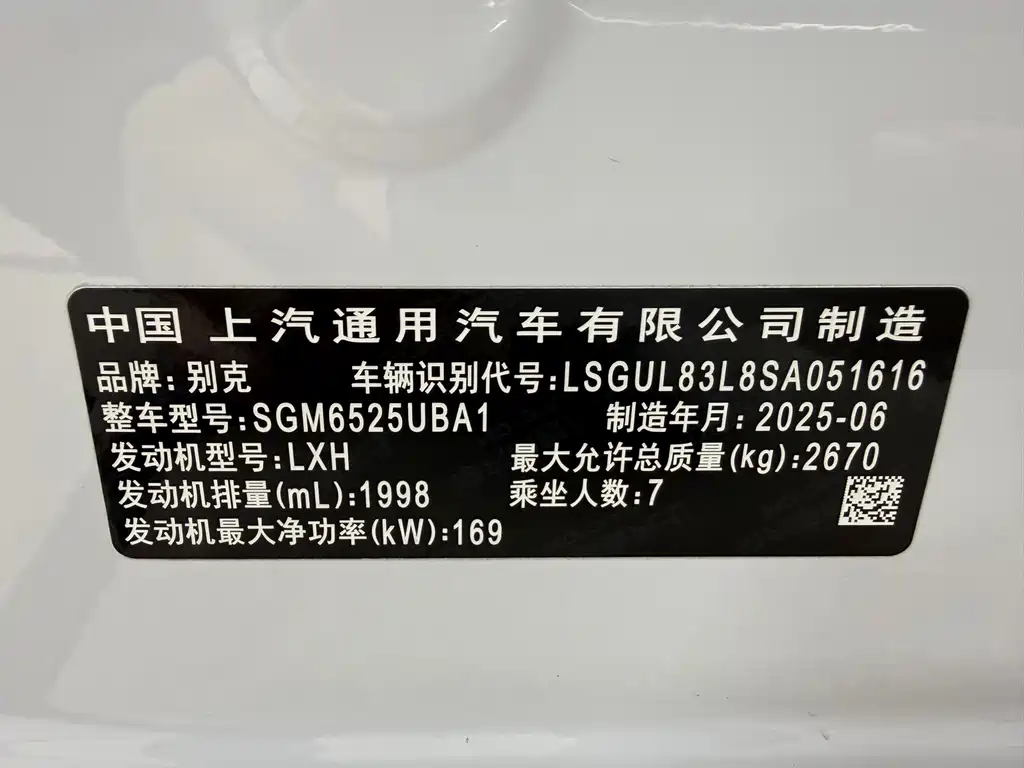 中国 上汽通用汽车有限公司制造
品牌: 别克 车辆识别代号:LSGUL83L8SA051616
整车型号:SGM6525UBA1 制造年月: 2025-06
发动机型号:LXH 最大允许总质量(kg):2670
发动机排量(mL):1998 乘坐人数:7
发动机最大净功率(kW):169